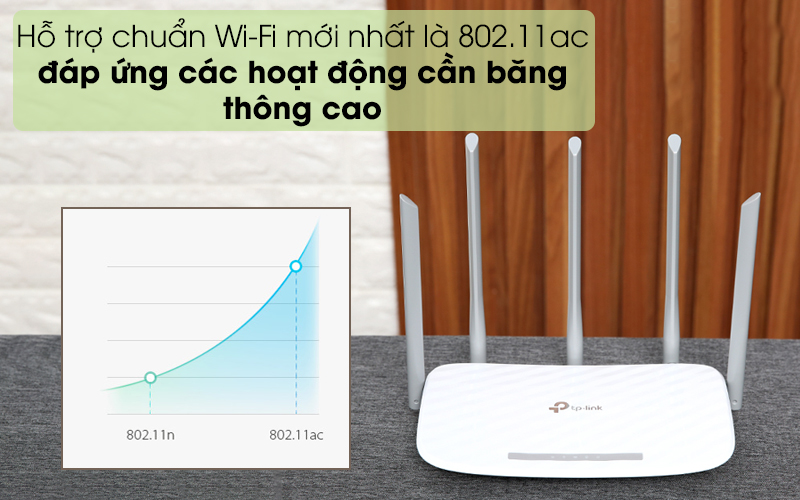 Hỗ trợ chuẩn Wi-Fi mới nhất là 802.11ac
đáp ứng các hoạt động cần băng
thông cao
802.11n
802.11ac
tp-link